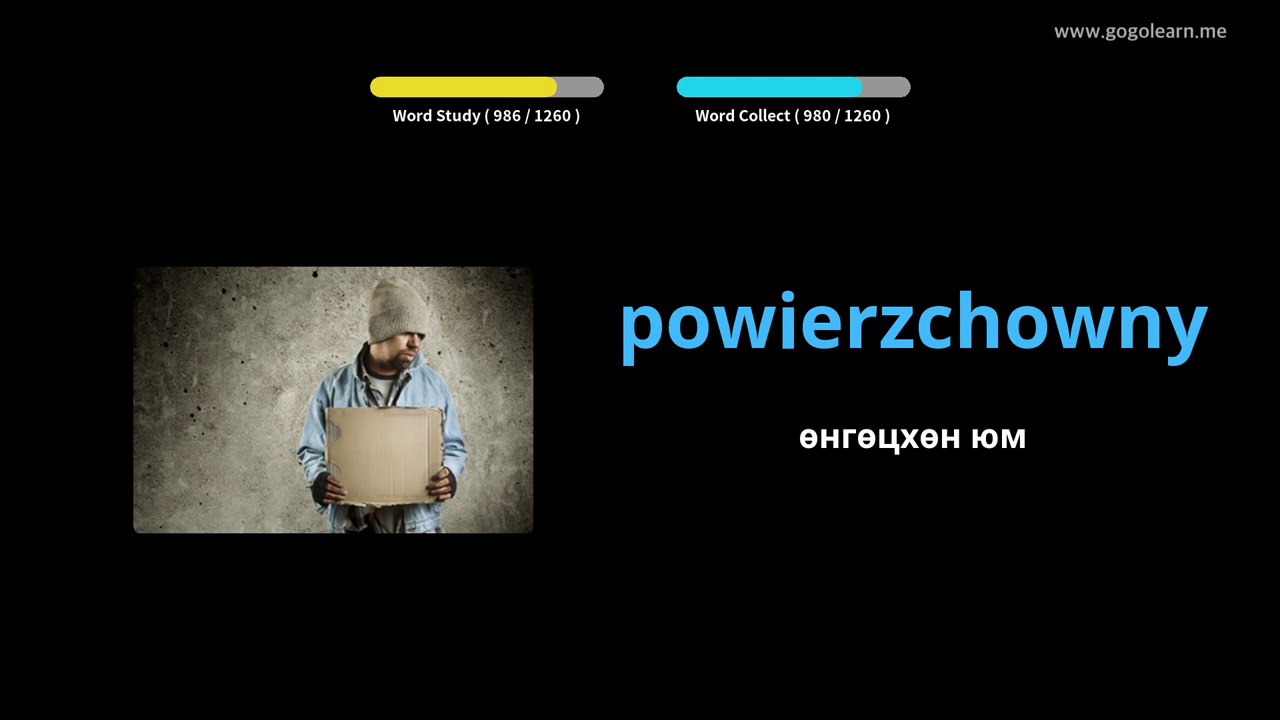 www.gogolearn.me
Word Study ( 986 / 1260 )
Word Collect ( 980 / 1260 )
powierzchowny
өнгөцхөн юм